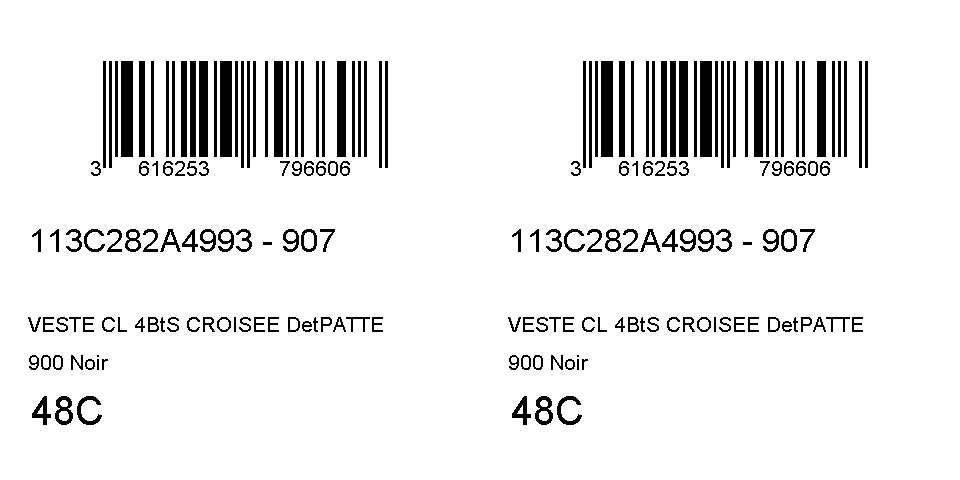 3 616253 796606
113C282A4993 - 907
VESTE CL 4BtS CROISEE DetPATTE
900 Noir
48C
3 616253 796606
113C282A4993 - 907
VESTE CL 4BtS CROISEE DetPATTE
900 Noir
48C